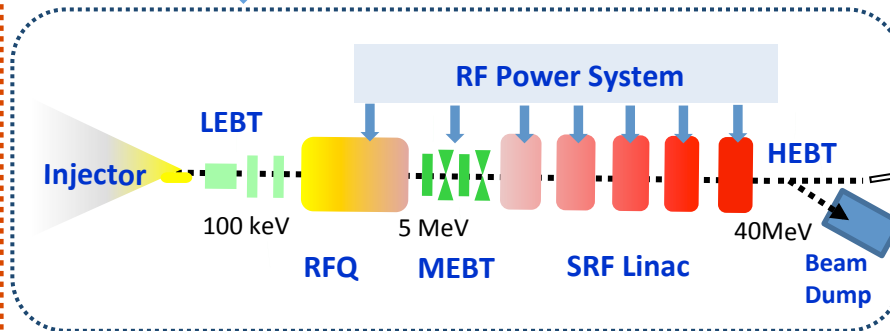 RF Power System
LEBT
HEBT
Injector
100 keV
5 MeV
40MeV
RFQ
MEBT
SRF Linac
Beam
Dump